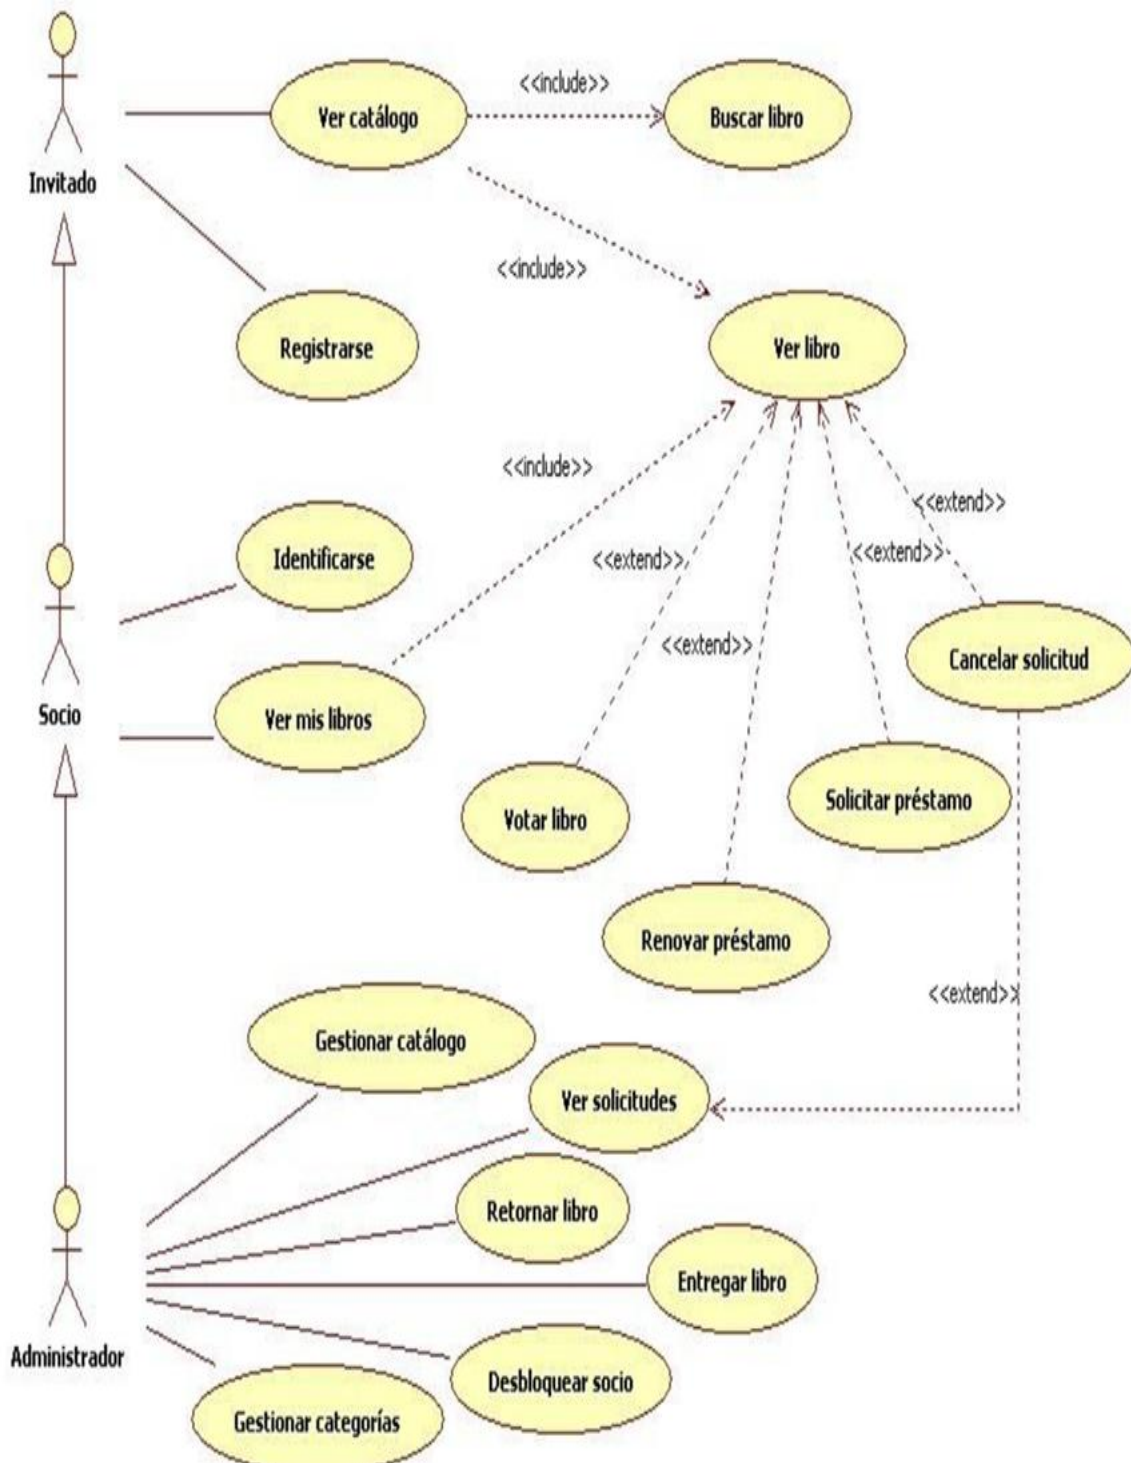 <<include>>
Ver catálogo
Buscar libro
Invitado
<<include>>
Registrarse
Ver libro
<<include>>
<<extend>>
Identificarse
<<extend>>
<<extend>>
<<extend>>
Cancelar solicitud
Socio
Ver mis libros
Votar libro
Solicitar préstamo
Renovar préstamo
<<extend>>
Gestionar catálogo
Ver solicitudes
Retornar libro
Entregar libro
Administrador
Desbloquear socio
Gestionar categorías